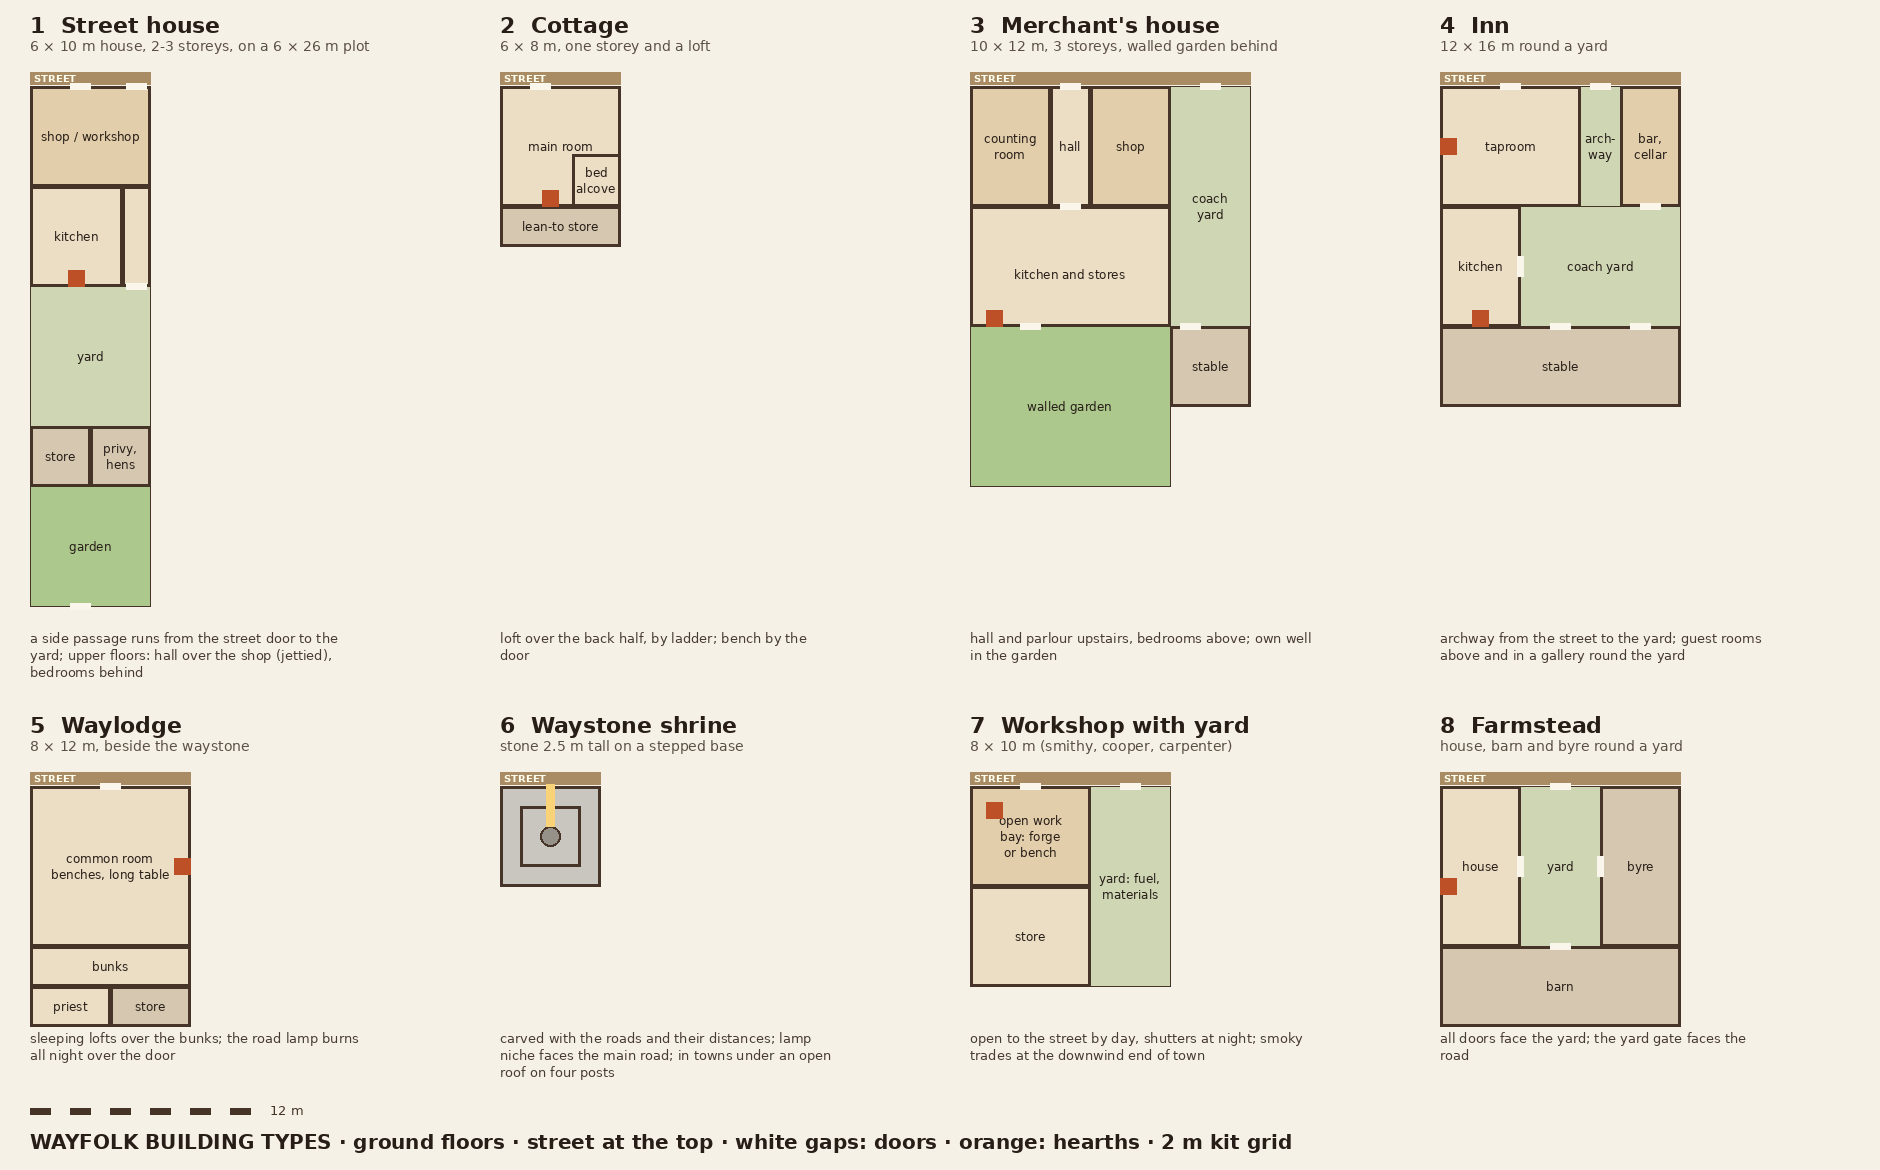 1 Street house
6 × 10 m house, 2-3 storeys, on a 6 × 26 m plot
STREET
shop / workshop
kitchen
yard
store
privy,
hens
garden
a side passage runs from the street door to the
yard; upper floors: hall over the shop (jettied),
bedrooms behind
2 Cottage
6 × 8 m, one storey and a loft
STREET
main room
bed
alcove
lean-to store
loft over the back half, by ladder; bench by the
door
3 Merchant's house
10 × 12 m, 3 storeys, walled garden behind
STREET
counting
room
hall
shop
coach
yard
kitchen and stores
walled garden
stable
hall and parlour upstairs, bedrooms above; own well
in the garden
4 Inn
12 × 16 m round a yard
STREET
taproom
arch-
way
bar,
cellar
kitchen
coach yard
stable
archway from the street to the yard; guest rooms
above and in a gallery round the yard
5 Waylodge
8 × 12 m, beside the waystone
STREET
common room
benches, long table
bunks
priest
store
sleeping lofts over the bunks; the road lamp burns
all night over the door
6 Waystone shrine
stone 2.5 m tall on a stepped base
STREET
carved with the roads and their distances; lamp
niche faces the main road; in towns under an open
roof on four posts
7 Workshop with yard
8 × 10 m (smithy, cooper, carpenter)
STREET
open work
bay: forge
or bench
yard: fuel,
materials
store
open to the street by day, shutters at night; smoky
trades at the downwind end of town
8 Farmstead
house, barn and byre round a yard
STREET
house
yard
byre
barn
all doors face the yard; the yard gate faces the
road
12 m
WAYFOLK BUILDING TYPES · ground floors · street at the top · white gaps: doors · orange: hearths · 2 m kit grid